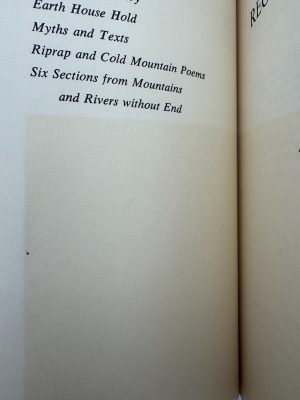 Earth House Hold
Myths and Texts
Riprap and Cold Mountain Poems
Six Sections from Mountains
and Rivers without End